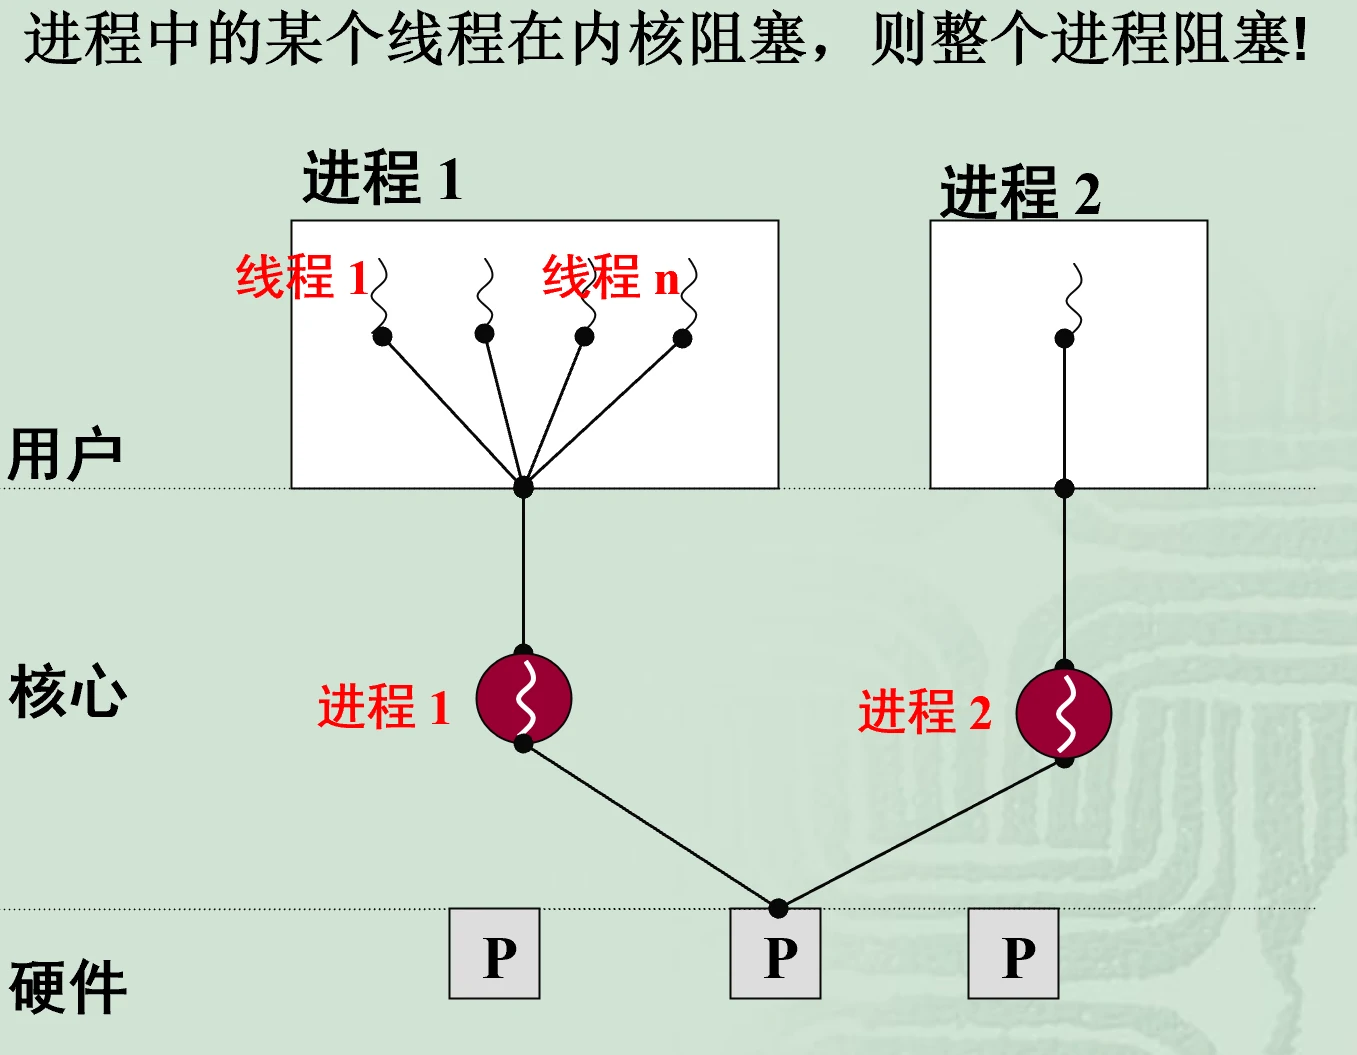 进程中的某个线程在内核阻塞，则整个进程阻塞!
进程 1
进程 2
线程 1
线程 n
用户
核心
进程 1
进程 2
P
P
P
硬件